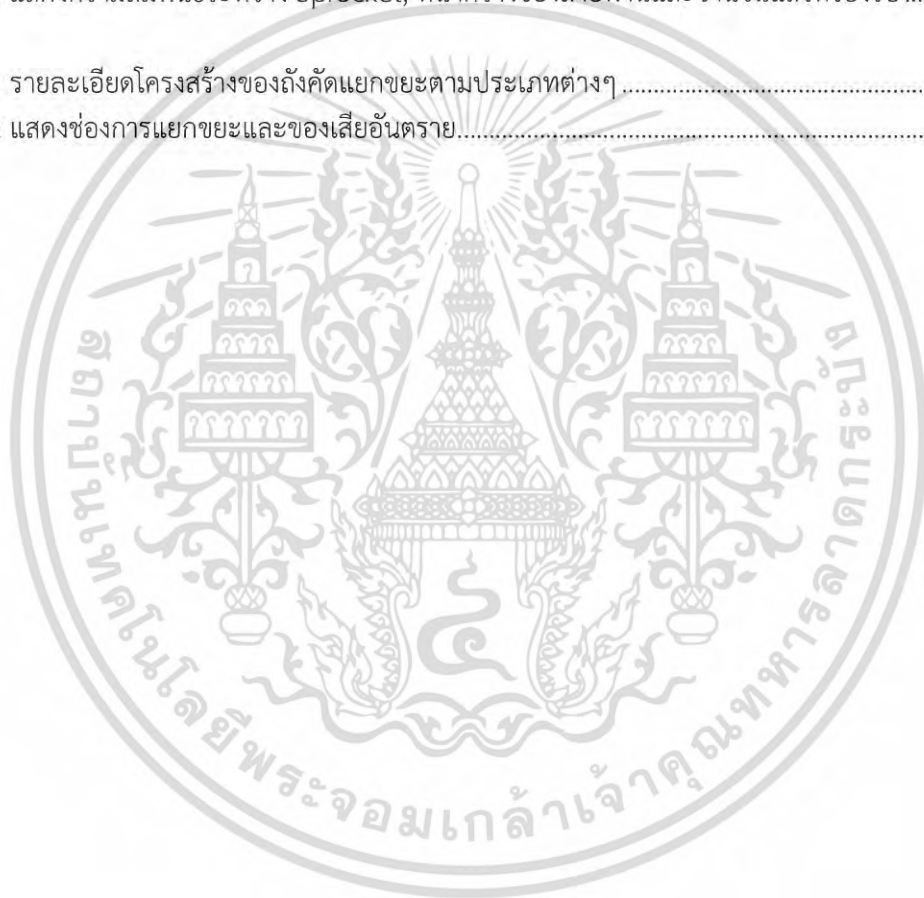 รายละเอียดโครงสร้างของถังคัดแยกขยะตามประเภทต่างๆ ................................................
แสดงช่องการแยกขยะและของเสียอันตราย................................................................
สถาบันเทคโนโลยีพระจอมเกล้าเจ้าคุณทหารลาดกระบัง
๔